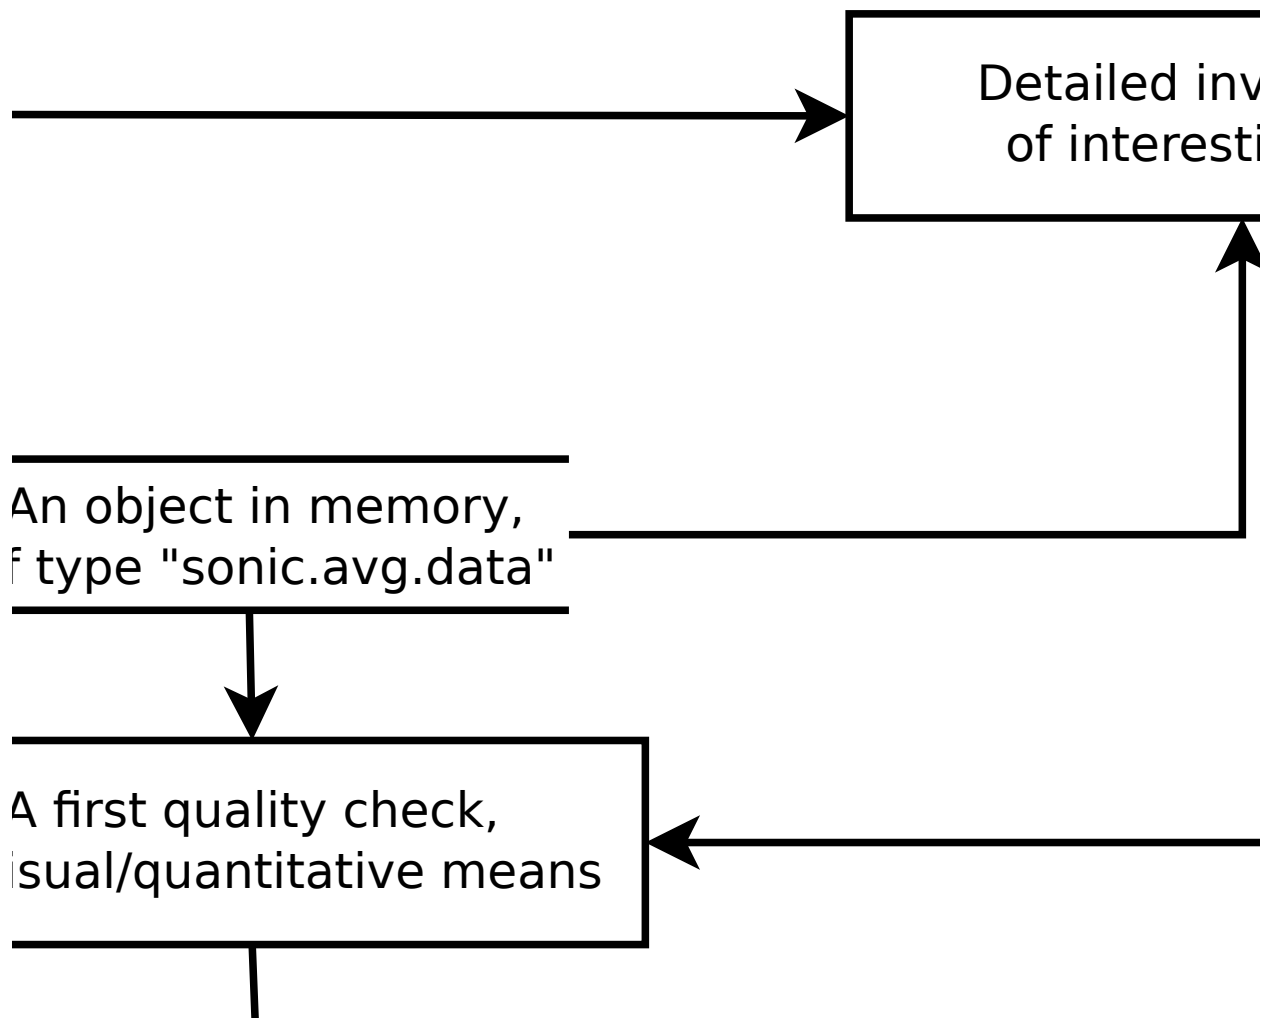 Detailed inv
of interesti
An object in memory,
f type "sonic.avg.data"
A first quality check,
isual/quantitative means